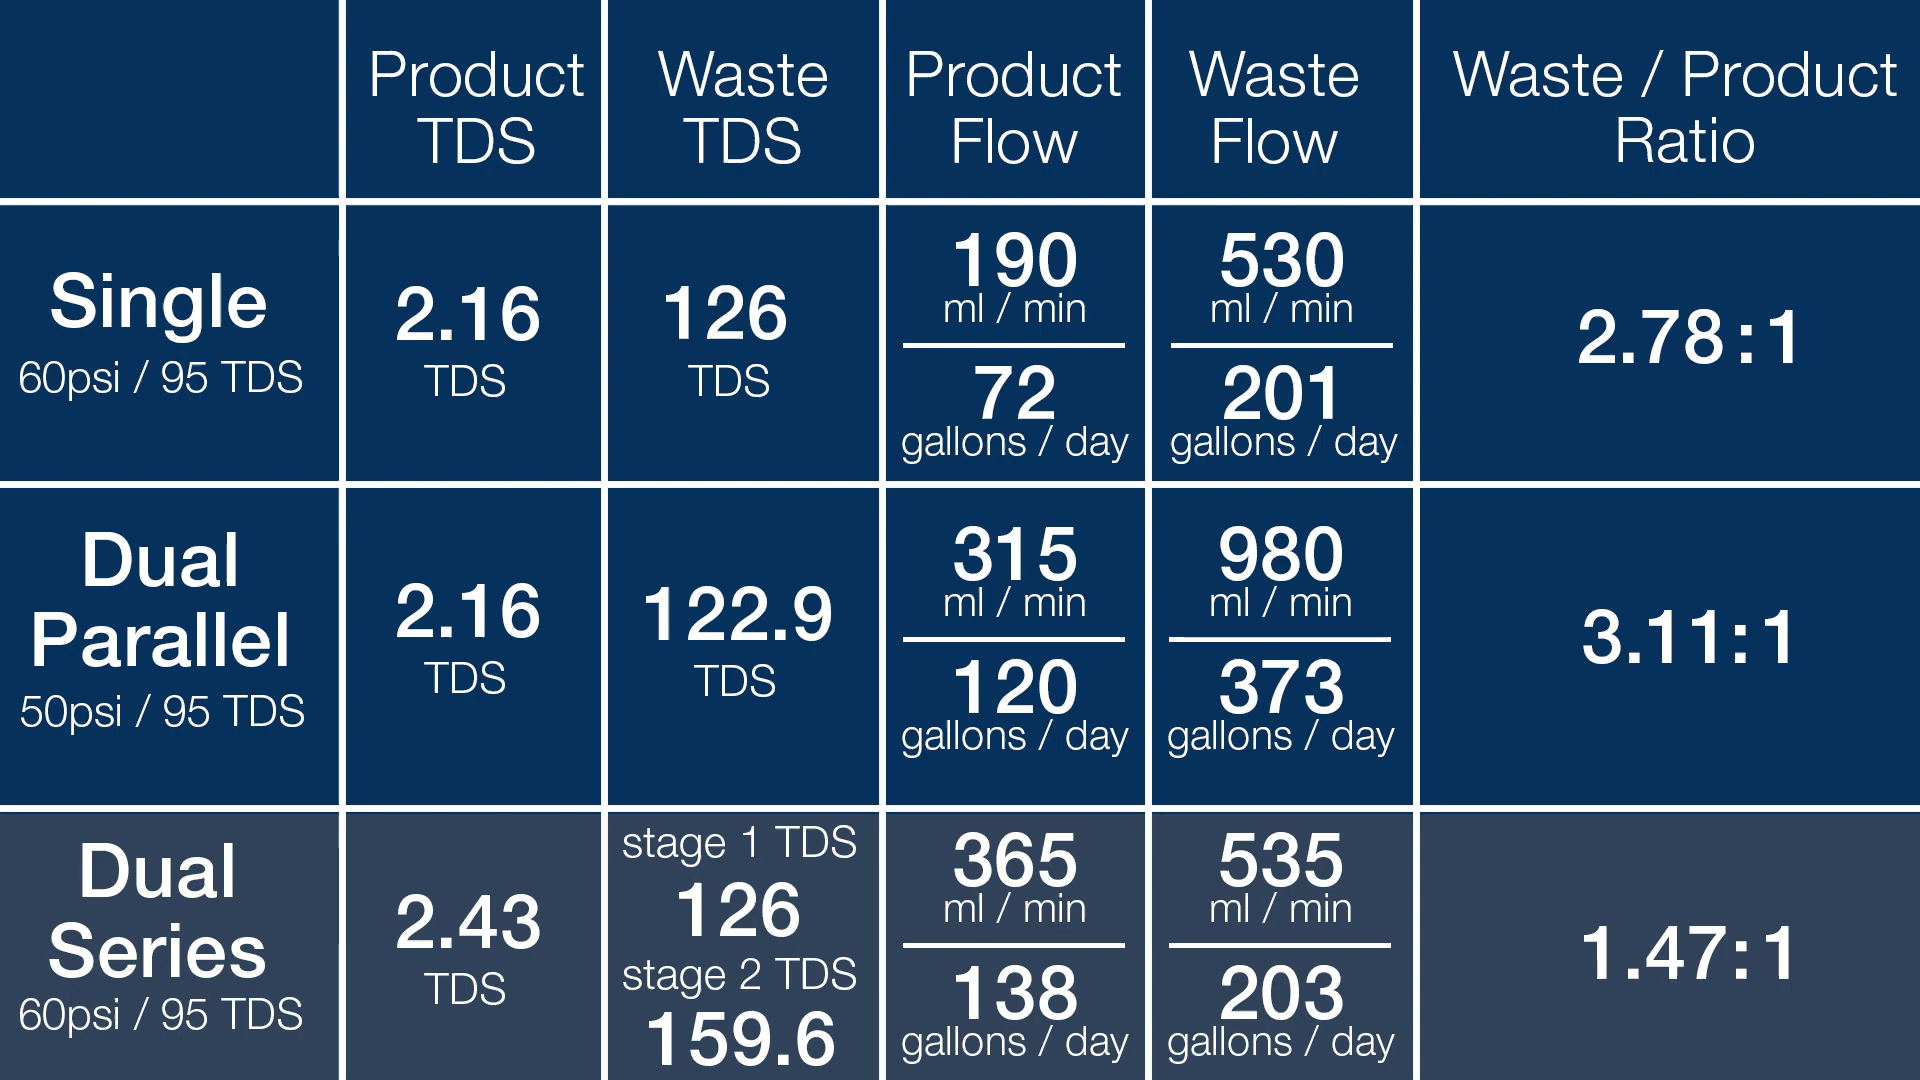 Product
TDS
Waste
TDS
Product
Flow
Waste
Flow
Waste / Product
Ratio
Single
60psi / 95 TDS
2.16
TDS
126
TDS
190
ml / min
72
gallons / day
530
ml / min
201
gallons / day
2.78:1
Dual
Parallel
50psi / 95 TDS
2.16
TDS
122.9
TDS
315
ml / min
120
gallons / day
980
ml / min
373
gallons / day
3.11:1
Dual
Series
60psi / 95 TDS
2.43
TDS
stage 1 TDS
126
stage 2 TDS
159.6
365
ml / min
138
gallons / day
535
ml / min
203
gallons / day
1.47:1